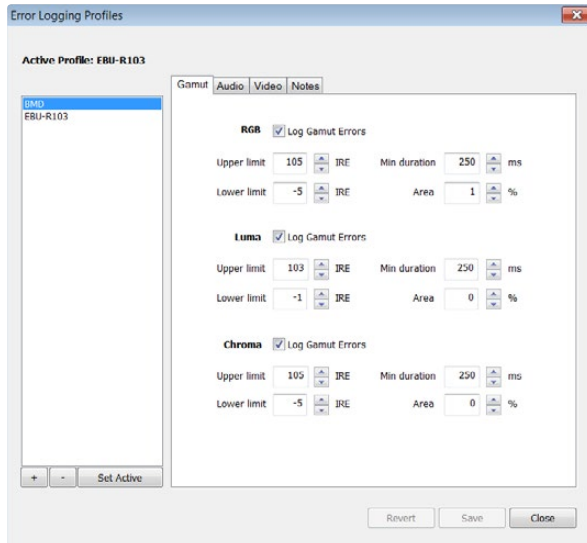 Error Logging Profiles
Active Profile: EBU-R103
BMD
EBU-R103
Gamut Audio Video Notes
RGB Log Gamut Errors
Upper limit 105 IRE Min duration 250 ms
Lower limit -5 IRE Area 1 %
Luma Log Gamut Errors
Upper limit 103 IRE Min duration 250 ms
Lower limit -1 IRE Area 0 %
Chroma Log Gamut Errors
Upper limit 105 IRE Min duration 250 ms
Lower limit -5 IRE Area 0 %
+ - Set Active
Revert Save Close